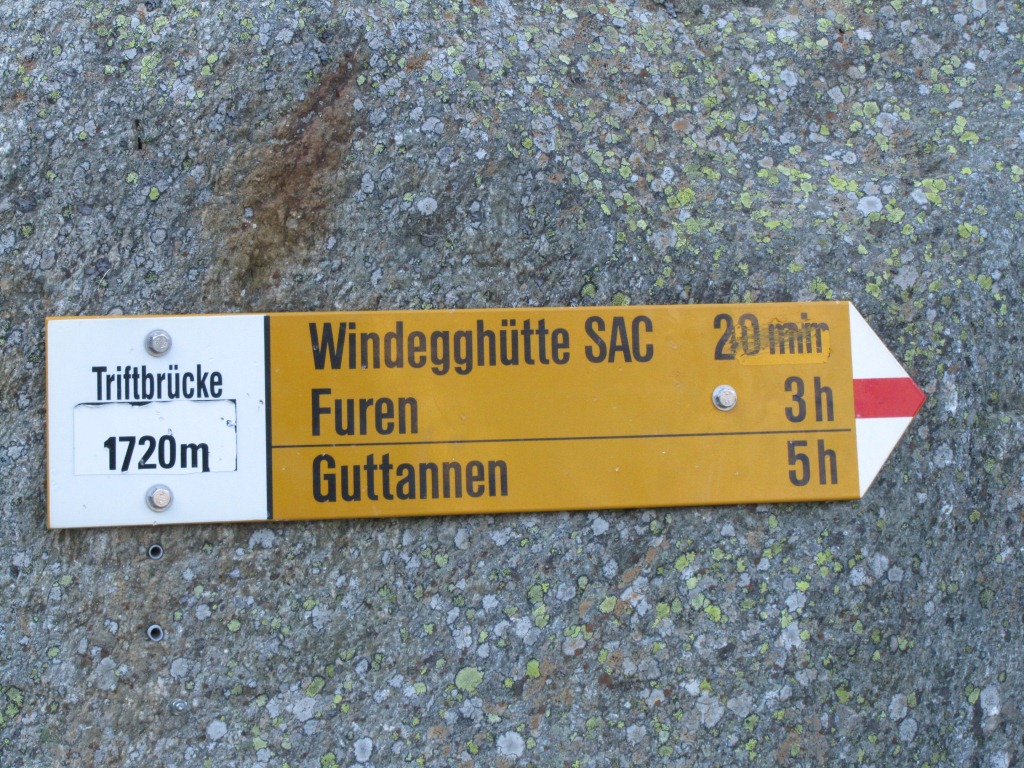 Triftbrücke
1720m
Windegghütte SAC 20 min
Furen 3h
Guttannen 5h